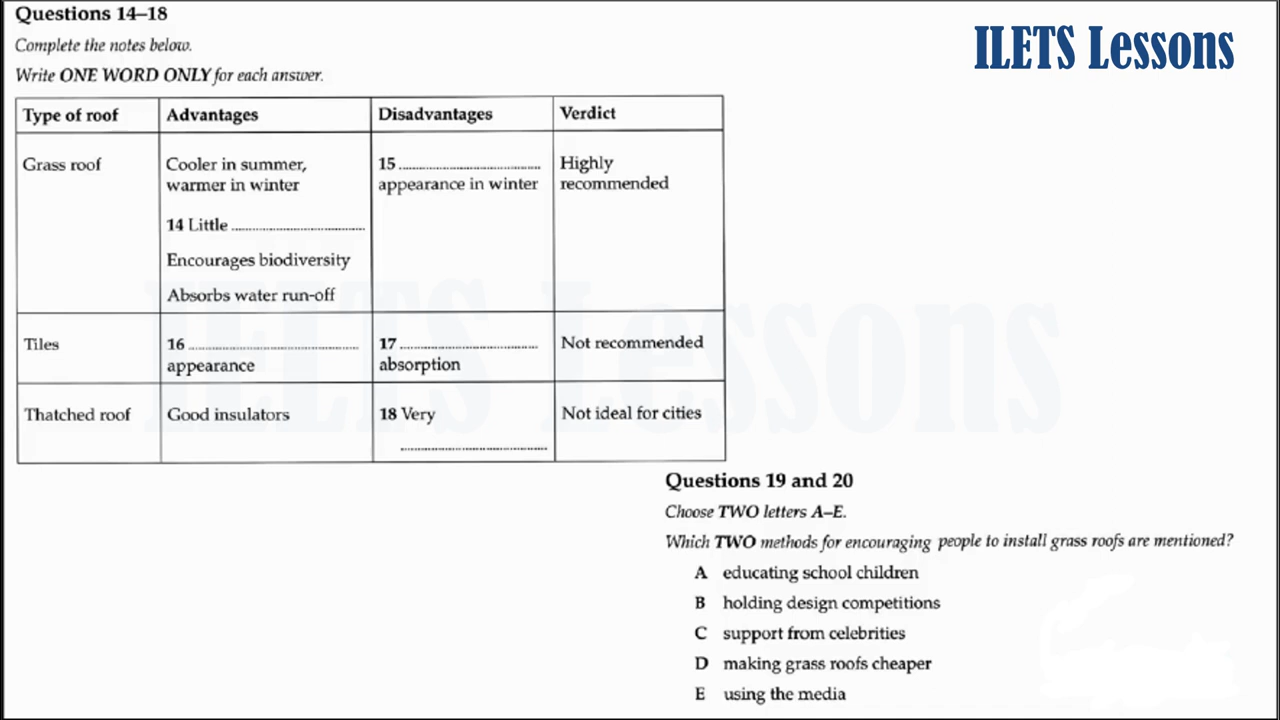 Questions 14–18
Complete the notes below.
Write ONE WORD ONLY for each answer.
ILETS Lessons
Type of roof
Advantages
Disadvantages
Verdict
Grass roof
Cooler in summer,
warmer in winter
14 Little ........................................
Encourages biodiversity
Absorbs water run-off
15 ........................................
appearance in winter
Highly
recommended
Tiles
16 ........................................
appearance
17 ........................................
absorption
Not recommended
Thatched roof
Good insulators
18 Very
........................................
Not ideal for cities
IELTS Lessons
Questions 19 and 20
Choose TWO letters A–E.
Which TWO methods for encouraging people to install grass roofs are mentioned?
A educating school children
B holding design competitions
C support from celebrities
D making grass roofs cheaper
E using the media